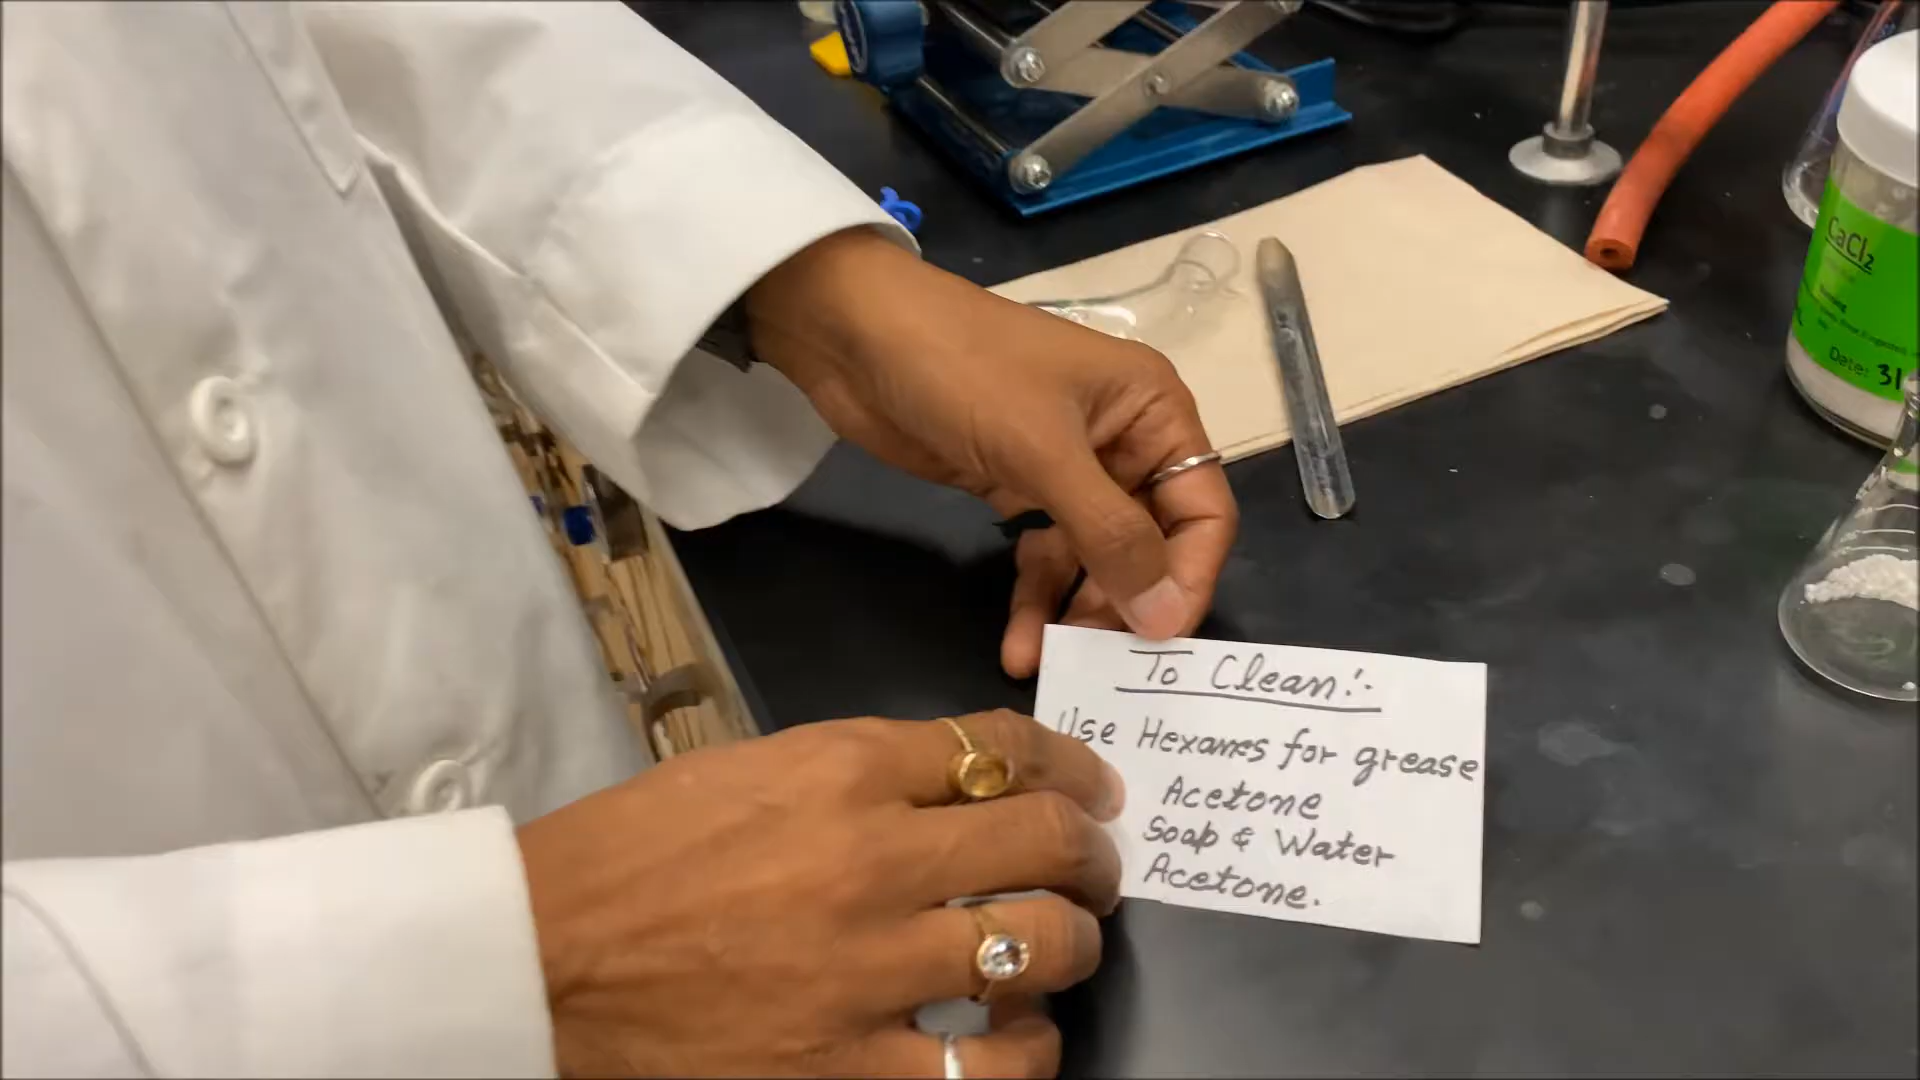 To Clean:-
Use Hexanes for grease
Acetone
Soap & Water
Acetone.
CaCl₂
Date: 31